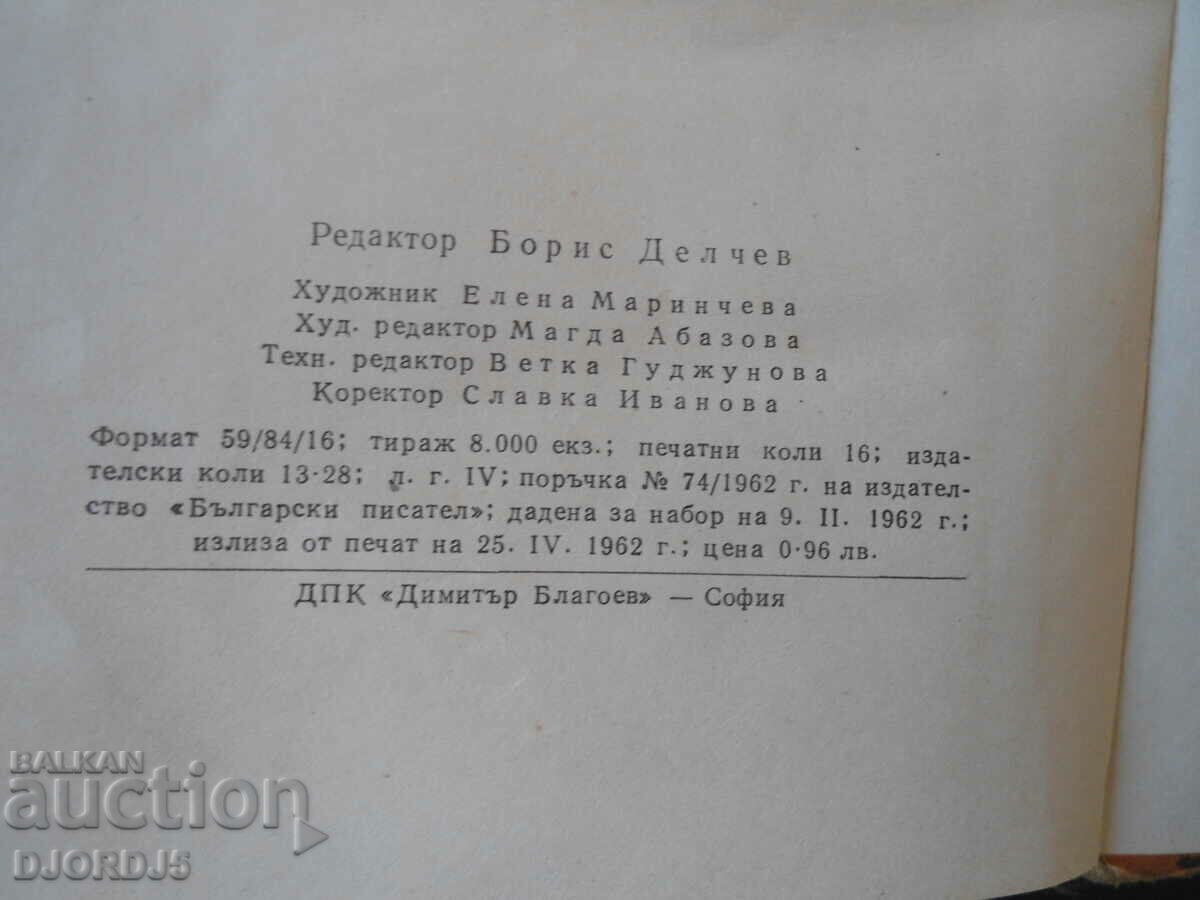 Редактор Борис Делчев
Художник Елена Маринчева
Худ. редактор Магда Абазова
Техн. редактор Ветка Гуджунова
Коректор Славка Иванова
Формат 59/84/16; тираж 8.000 екз.; печатни коли 16; изда-
телски коли 13·28; л. г. IV; поръчка № 74/1962 г. на издател-
ство «Български писател»; дадена за набор на 9. II. 1962 г.;
излиза от печат на 25. IV. 1962 г.; цена 0·96 лв.
ДПК «Димитър Благоев» — София
BALKAN
auction
DJORDJ5